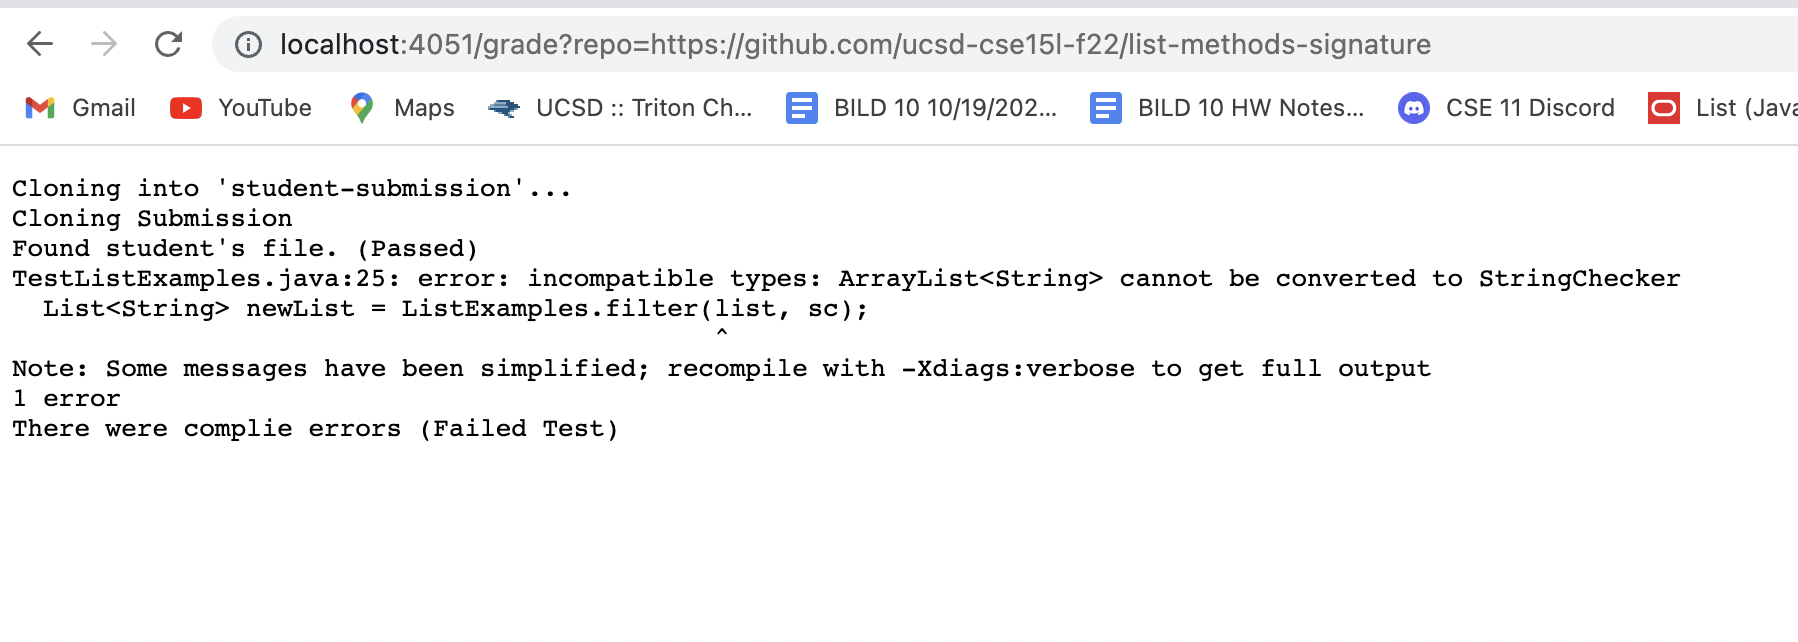 localhost:4051/grade?repo=https://github.com/ucsd-cse15l-f22/list-methods-signature
Gmail YouTube Maps UCSD :: Triton Ch... BILD 10 10/19/202... BILD 10 HW Notes... CSE 11 Discord List (Java
Cloning into 'student-submission'...
Cloning Submission
Found student's file. (Passed)
TestListExamples.java:25: error: incompatible types: ArrayList<String> cannot be converted to StringChecker
List<String> newList = ListExamples.filter(list, sc);
^
Note: Some messages have been simplified; recompile with -Xdiags:verbose to get full output
1 error
There were complie errors (Failed Test)